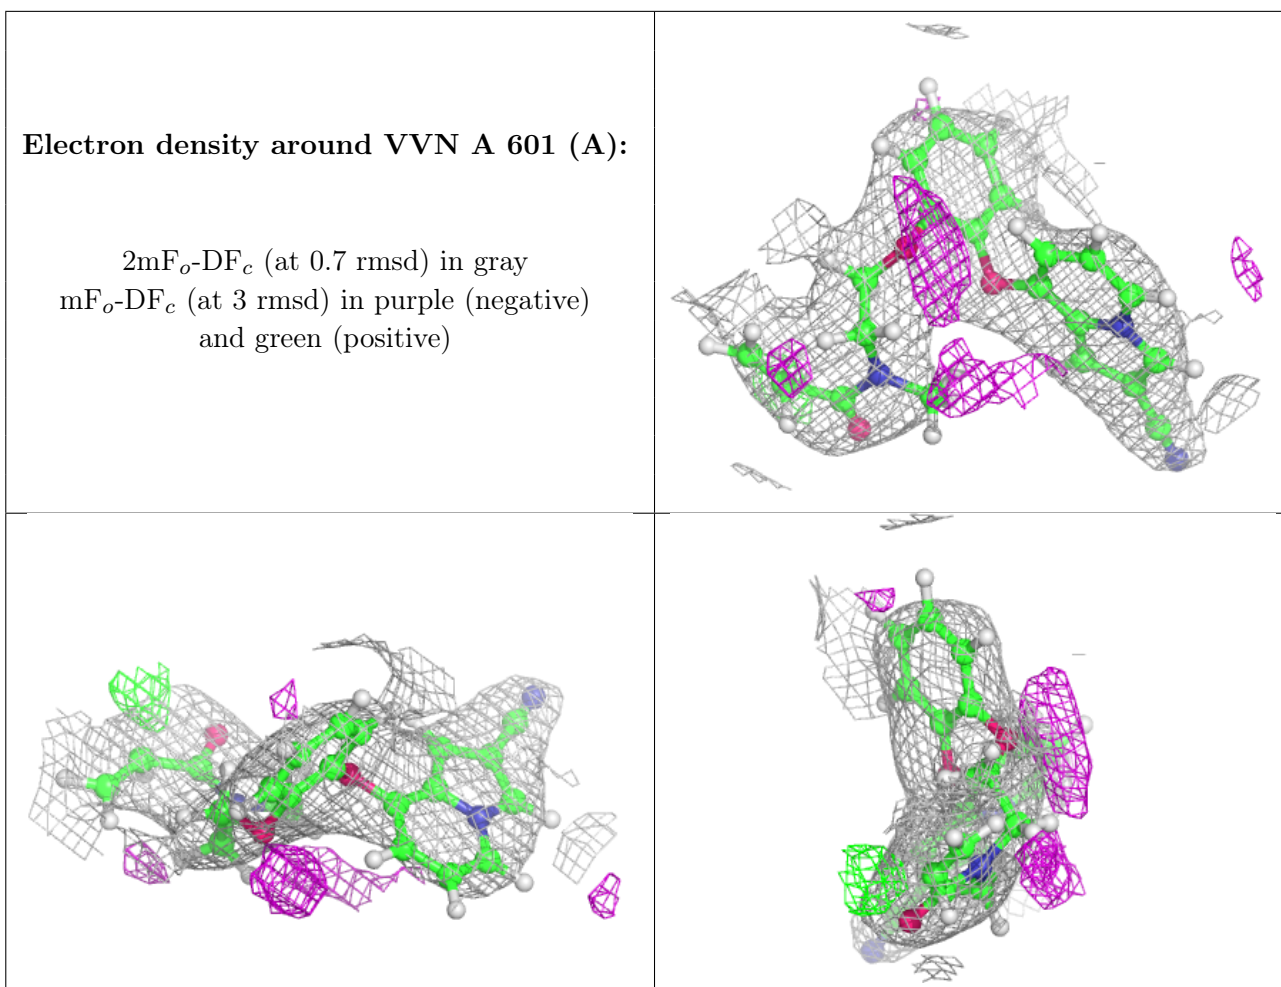 Electron density around VVN A 601 (A):
2mFo-DFc (at 0.7 rmsd) in gray
mFo-DFc (at 3 rmsd) in purple (negative)
and green (positive)